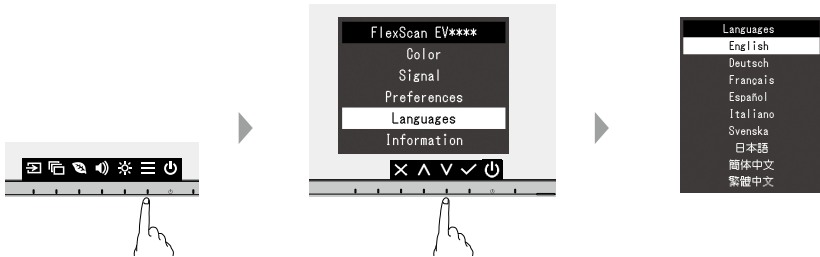 FlexScan EV****
Color
Signal
Preferences
Languages
Information
Languages
English
Deutsch
Français
Español
Italiano
Svenska
日本語
簡体中文
繁體中文